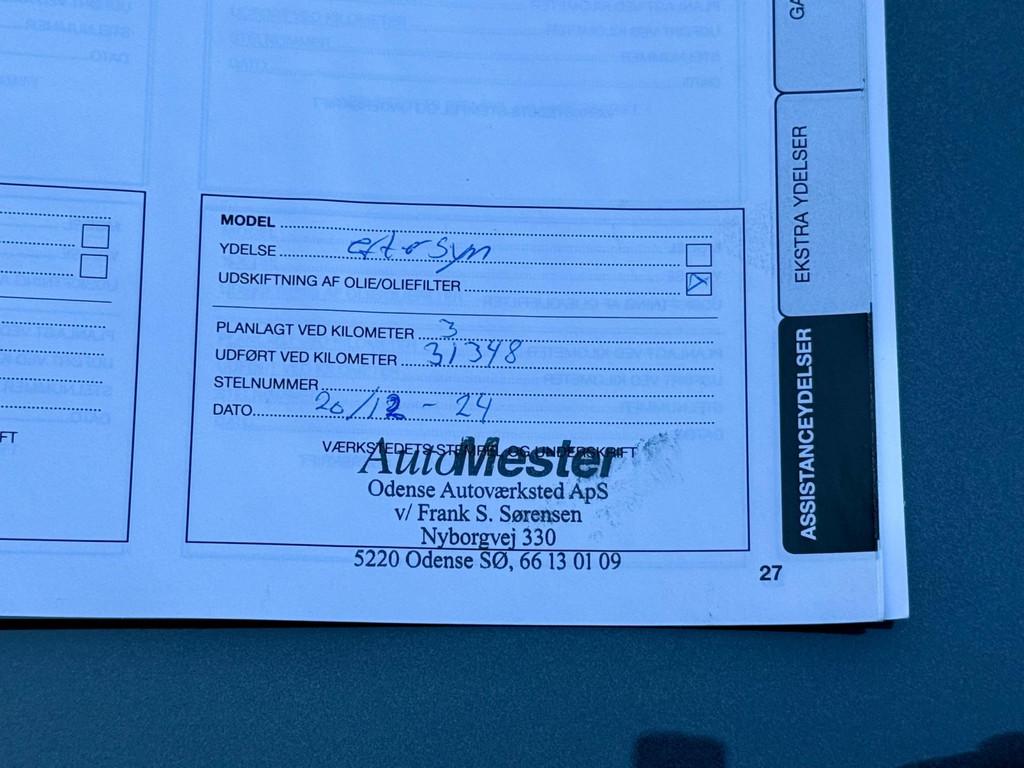 GA
EKSTRA YDELSER
ASSISTANCEYDELSER
FT
MODEL
YDELSE eftersyn
UDSKIFTNING AF OLIE/OLIEFILTER
PLANLAGT VED KILOMETER 3
UDFØRT VED KILOMETER 31348
STELNUMMER
DATO 20/12-24
VÆRKSTEDETS STEMPEL OG UNDERSKRIFT
AutoMester
Odense Autoværksted ApS
v/ Frank S. Sørensen
Nyborgvej 330
5220 Odense SØ, 66 13 01 09
27